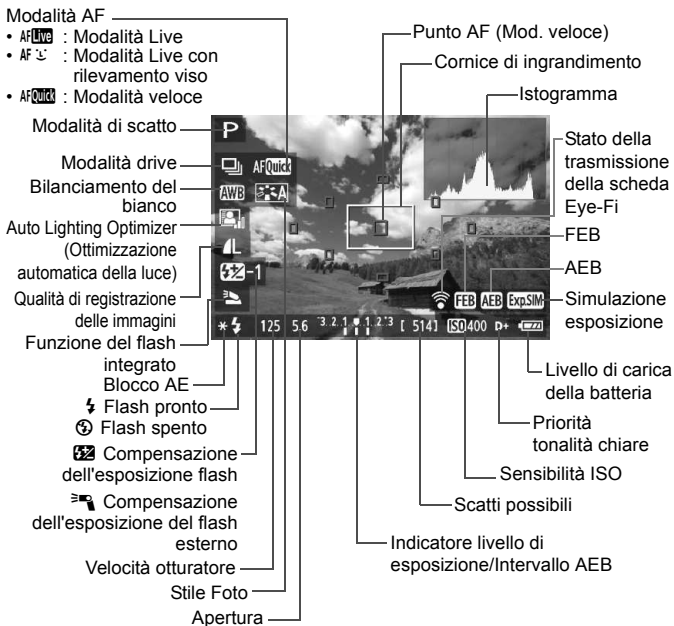 Modalità AF
• AF Live : Modalità Live
• AF : Modalità Live con
rilevamento viso
• AF Quick : Modalità veloce
Modalità di scatto
Modalità drive
Bilanciamento del
bianco
Auto Lighting Optimizer
(Ottimizzazione
automatica della luce)
Qualità di registrazione
delle immagini
Funzione del flash
integrato
Blocco AE
Flash pronto
Flash spento
Compensazione
dell'esposizione flash
Compensazione
dell'esposizione del flash
esterno
Velocità otturatore
Stile Foto
Apertura
Punto AF (Mod. veloce)
Cornice di ingrandimento
Istogramma
Stato della
trasmissione
della scheda
Eye-Fi
FEB
AEB
Simulazione
esposizione
Livello di carica
della batteria
Priorità
tonalità chiare
Sensibilità ISO
Scatti possibili
Indicatore livello di
esposizione/Intervallo AEB
P
AF Quick
AWB
A
L
-1
FEB AEB Exp.SIM
* 125 5.6 -3..2..1..1..2.+3 [ 514] ISO 400 D+